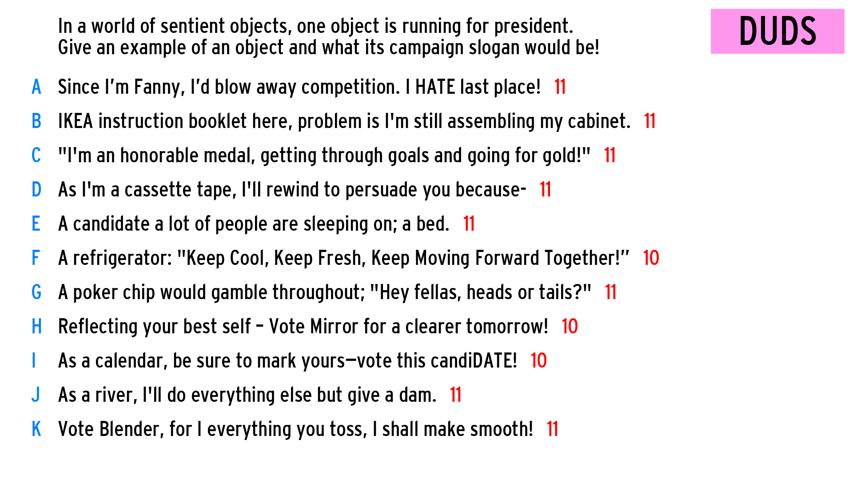 In a world of sentient objects, one object is running for president.
Give an example of an object and what its campaign slogan would be!
DUDS
A Since I'm Fanny, I'd blow away competition. I HATE last place! 11
B IKEA instruction booklet here, problem is I'm still assembling my cabinet. 11
C "I'm an honorable medal, getting through goals and going for gold!" 11
D As I'm a cassette tape, I'll rewind to persuade you because- 11
E A candidate a lot of people are sleeping on; a bed. 11
F A refrigerator: "Keep Cool, Keep Fresh, Keep Moving Forward Together!” 10
G A poker chip would gamble throughout; "Hey fellas, heads or tails?" 11
H Reflecting your best self – Vote Mirror for a clearer tomorrow! 10
I As a calendar, be sure to mark yours—vote this candiDATE! 10
J As a river, I'll do everything else but give a dam. 11
K Vote Blender, for I everything you toss, I shall make smooth! 11